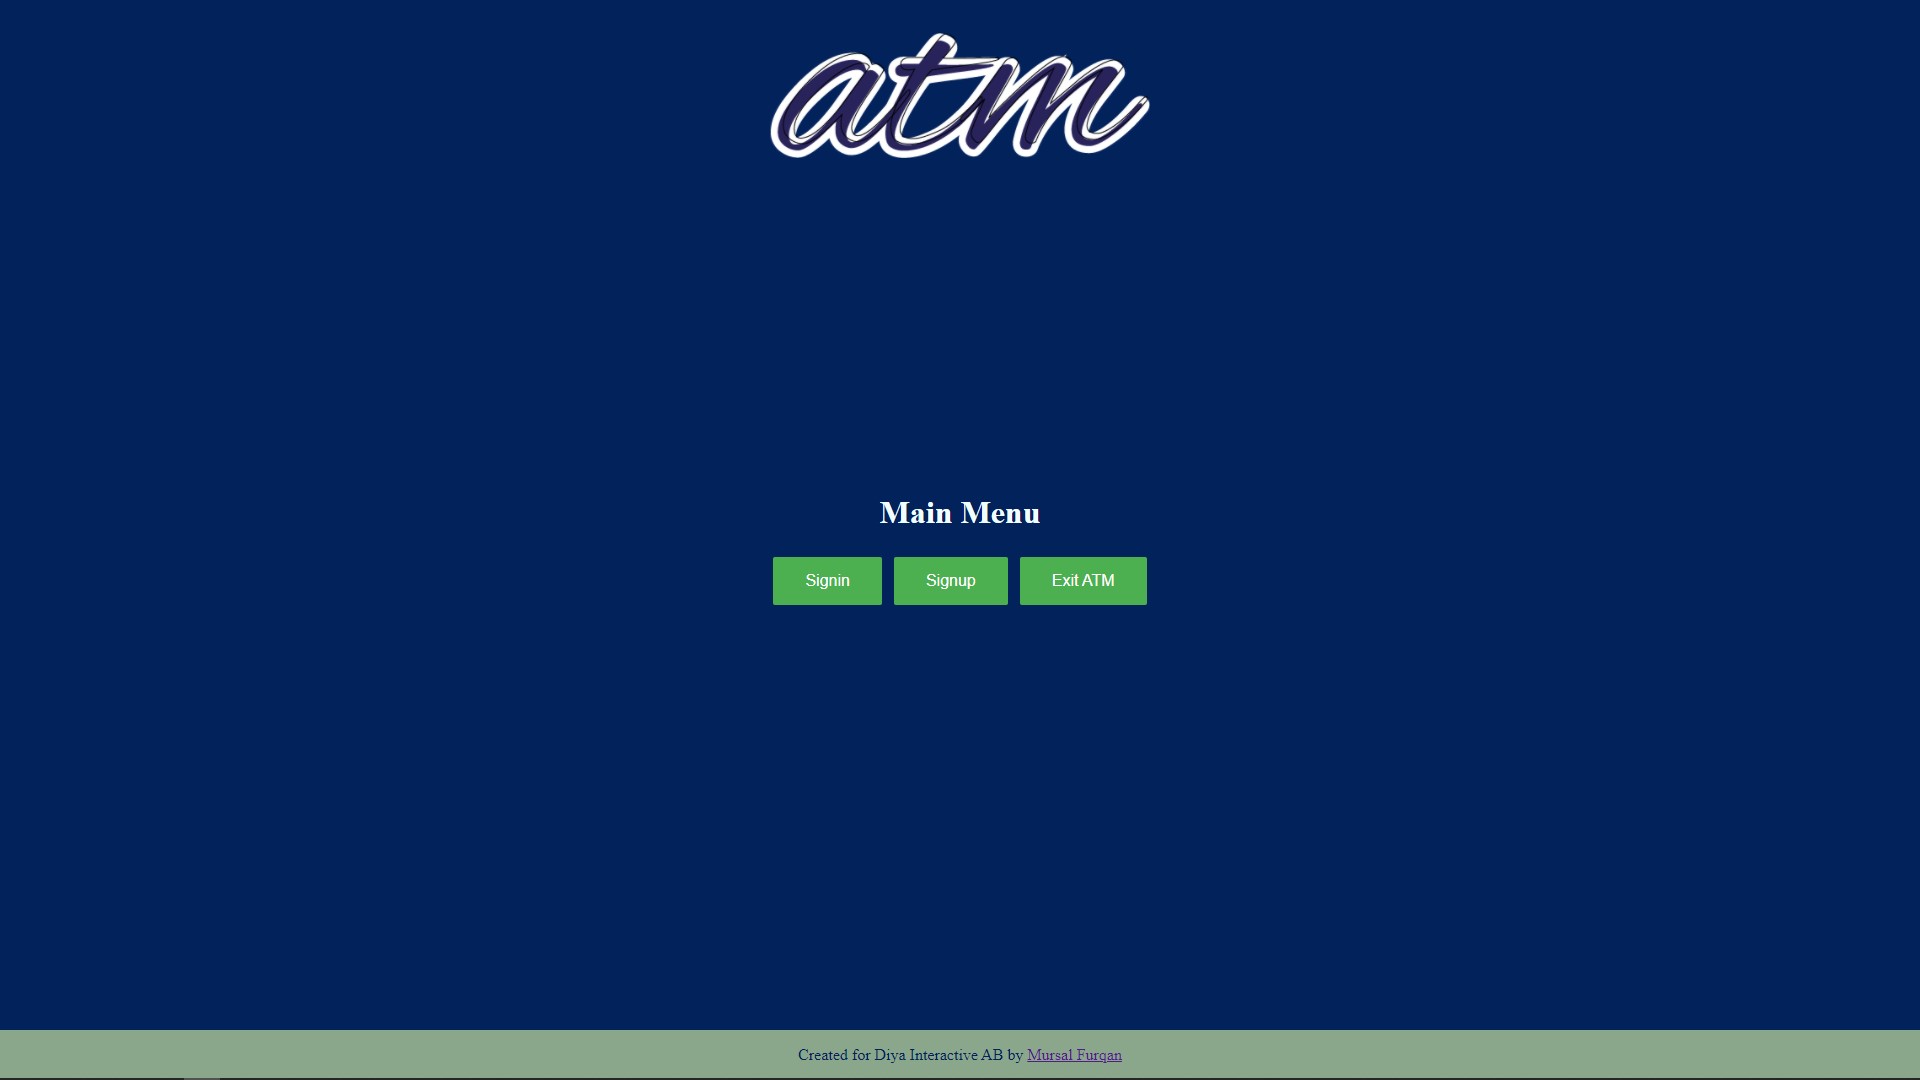 atm
Main Menu
Signin
Signup
Exit ATM
Created for Diya Interactive AB by Mursal Furqan